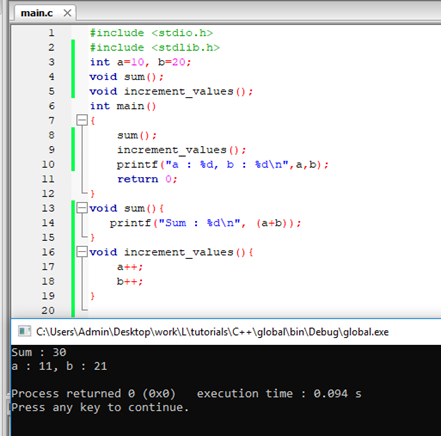 main.c X
1 #include <stdio.h>
2 #include <stdlib.h>
3 int a=10, b=20;
4 void sum();
5 void increment_values();
6 int main()
7 {
8 sum();
9 increment_values();
10 printf("a : %d, b : %d\n",a,b);
11 return 0;
12 }
13 void sum(){
14 printf("Sum : %d\n", (a+b));
15 }
16 void increment_values(){
17 a++;
18 b++;
19 }
20
C:\Users\Admin\Desktop\work\L\tutorials\C++\global\bin\Debug\global.exe
Sum : 30
a : 11, b : 21
Process returned 0 (0x0) execution time : 0.094 s
Press any key to continue.